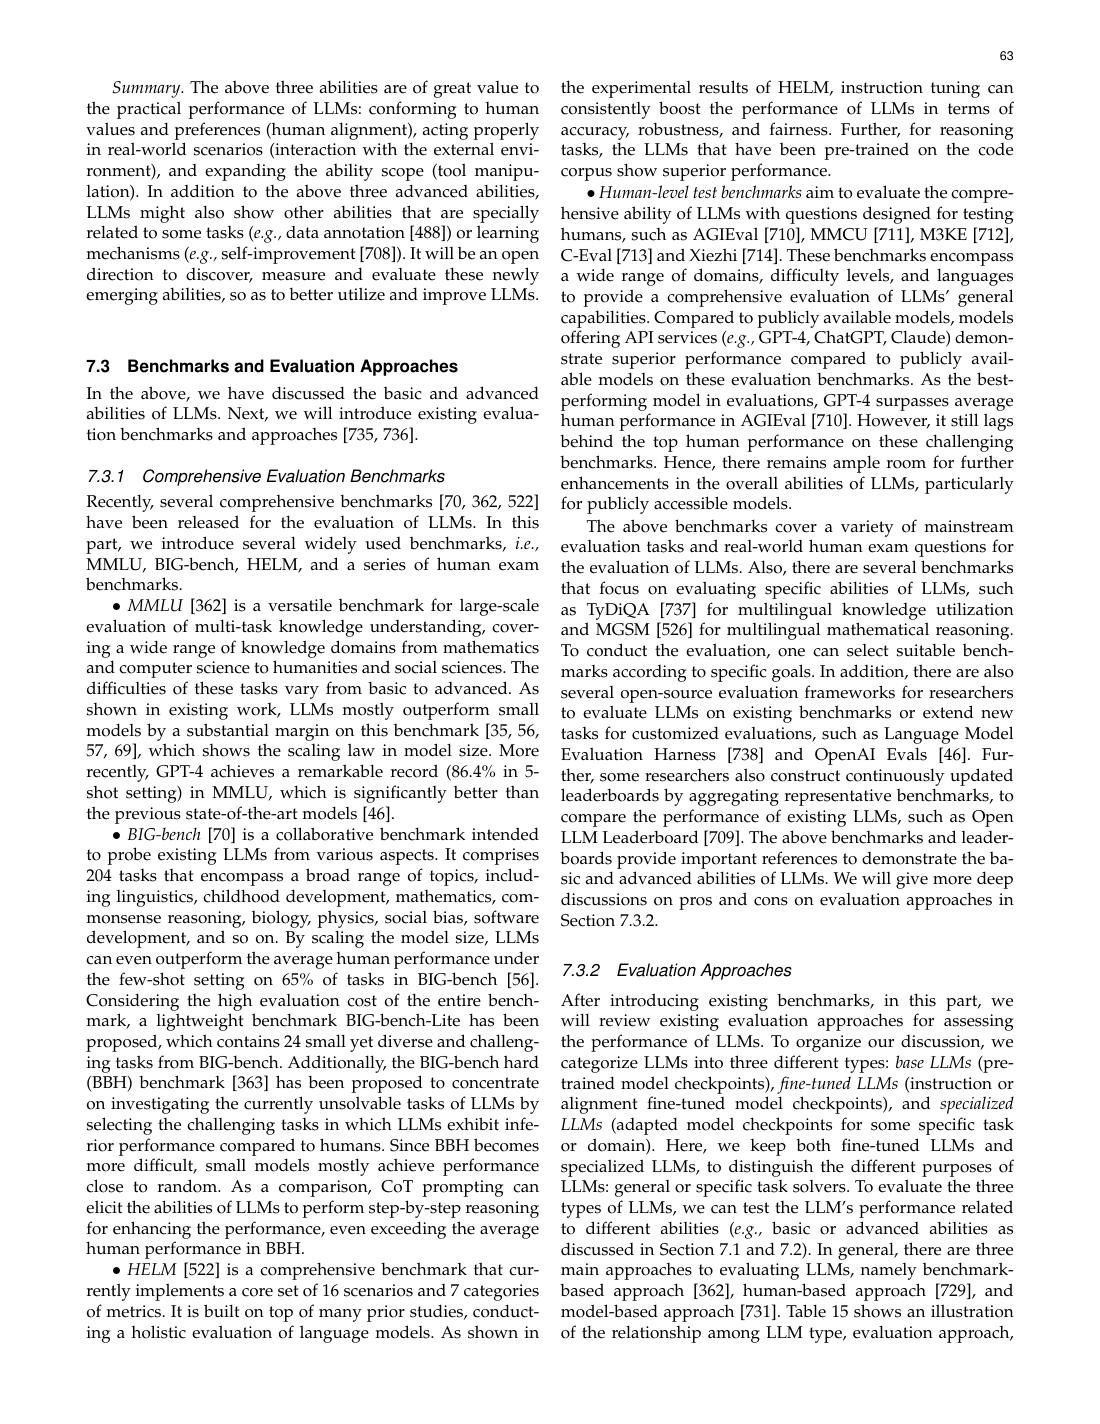 63
Summary. The above three abilities are of great value to
the practical performance of LLMs: conforming to human
values and preferences (human alignment), acting properly
in real-world scenarios (interaction with the external envi-
ronment), and expanding the ability scope (tool manipu-
lation). In addition to the above three advanced abilities,
LLMs might also show other abilities that are specially
related to some tasks (e.g., data annotation [488]) or learning
mechanisms (e.g., self-improvement [708]). It will be an open
direction to discover, measure and evaluate these newly
emerging abilities, so as to better utilize and improve LLMs.
7.3 Benchmarks and Evaluation Approaches
In the above, we have discussed the basic and advanced
abilities of LLMs. Next, we will introduce existing evalua-
tion benchmarks and approaches [735, 736].
7.3.1 Comprehensive Evaluation Benchmarks
Recently, several comprehensive benchmarks [70, 362, 522]
have been released for the evaluation of LLMs. In this
part, we introduce several widely used benchmarks, i.e.,
MMLU, BIG-bench, HELM, and a series of human exam
benchmarks.
• MMLU [362] is a versatile benchmark for large-scale
evaluation of multi-task knowledge understanding, cover-
ing a wide range of knowledge domains from mathematics
and computer science to humanities and social sciences. The
difficulties of these tasks vary from basic to advanced. As
shown in existing work, LLMs mostly outperform small
models by a substantial margin on this benchmark [35, 56,
57, 69], which shows the scaling law in model size. More
recently, GPT-4 achieves a remarkable record (86.4% in 5-
shot setting) in MMLU, which is significantly better than
the previous state-of-the-art models [46].
• BIG-bench [70] is a collaborative benchmark intended
to probe existing LLMs from various aspects. It comprises
204 tasks that encompass a broad range of topics, includ-
ing linguistics, childhood development, mathematics, com-
monsense reasoning, biology, physics, social bias, software
development, and so on. By scaling the model size, LLMs
can even outperform the average human performance under
the few-shot setting on 65% of tasks in BIG-bench [56].
Considering the high evaluation cost of the entire bench-
mark, a lightweight benchmark BIG-bench-Lite has been
proposed, which contains 24 small yet diverse and challeng-
ing tasks from BIG-bench. Additionally, the BIG-bench hard
(BBH) benchmark [363] has been proposed to concentrate
on investigating the currently unsolvable tasks of LLMs by
selecting the challenging tasks in which LLMs exhibit infe-
rior performance compared to humans. Since BBH becomes
more difficult, small models mostly achieve performance
close to random. As a comparison, CoT prompting can
elicit the abilities of LLMs to perform step-by-step reasoning
for enhancing the performance, even exceeding the average
human performance in BBH.
• HELM [522] is a comprehensive benchmark that cur-
rently implements a core set of 16 scenarios and 7 categories
of metrics. It is built on top of many prior studies, conduct-
ing a holistic evaluation of language models. As shown in
the experimental results of HELM, instruction tuning can
consistently boost the performance of LLMs in terms of
accuracy, robustness, and fairness. Further, for reasoning
tasks, the LLMs that have been pre-trained on the code
corpus show superior performance.
• Human-level test benchmarks aim to evaluate the compre-
hensive ability of LLMs with questions designed for testing
humans, such as AGIEval [710], MMCU [711], M3KE [712],
C-Eval [713] and Xiezhi [714]. These benchmarks encompass
a wide range of domains, difficulty levels, and languages
to provide a comprehensive evaluation of LLMs' general
capabilities. Compared to publicly available models, models
offering API services (e.g., GPT-4, ChatGPT, Claude) demon-
strate superior performance compared to publicly avail-
able models on these evaluation benchmarks. As the best-
performing model in evaluations, GPT-4 surpasses average
human performance in AGIEval [710]. However, it still lags
behind the top human performance on these challenging
benchmarks. Hence, there remains ample room for further
enhancements in the overall abilities of LLMs, particularly
for publicly accessible models.
The above benchmarks cover a variety of mainstream
evaluation tasks and real-world human exam questions for
the evaluation of LLMs. Also, there are several benchmarks
that focus on evaluating specific abilities of LLMs, such
as TyDiQA [737] for multilingual knowledge utilization
and MGSM [526] for multilingual mathematical reasoning.
To conduct the evaluation, one can select suitable bench-
marks according to specific goals. In addition, there are also
several open-source evaluation frameworks for researchers
to evaluate LLMs on existing benchmarks or extend new
tasks for customized evaluations, such as Language Model
Evaluation Harness [738] and OpenAI Evals [46]. Fur-
ther, some researchers also construct continuously updated
leaderboards by aggregating representative benchmarks, to
compare the performance of existing LLMs, such as Open
LLM Leaderboard [709]. The above benchmarks and leader-
boards provide important references to demonstrate the ba-
sic and advanced abilities of LLMs. We will give more deep
discussions on pros and cons on evaluation approaches in
Section 7.3.2.
7.3.2 Evaluation Approaches
After introducing existing benchmarks, in this part, we
will review existing evaluation approaches for assessing
the performance of LLMs. To organize our discussion, we
categorize LLMs into three different types: base LLMs (pre-
trained model checkpoints), fine-tuned LLMs (instruction or
alignment fine-tuned model checkpoints), and specialized
LLMs (adapted model checkpoints for some specific task
or domain). Here, we keep both fine-tuned LLMs and
specialized LLMs, to distinguish the different purposes of
LLMs: general or specific task solvers. To evaluate the three
types of LLMs, we can test the LLM's performance related
to different abilities (e.g., basic or advanced abilities as
discussed in Section 7.1 and 7.2). In general, there are three
main approaches to evaluating LLMs, namely benchmark-
based approach [362], human-based approach [729], and
model-based approach [731]. Table 15 shows an illustration
of the relationship among LLM type, evaluation approach,